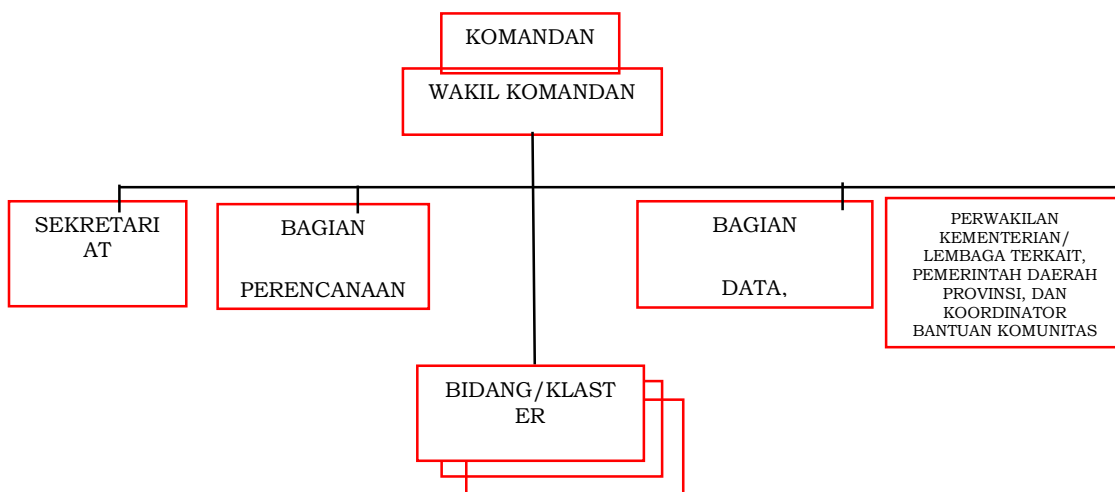 KOMANDAN
WAKIL KOMANDAN
SEKRETARI
AT
BAGIAN
PERENCANAAN
BAGIAN
DATA,
PERWAKILAN
KEMENTERIAN/
LEMBAGA TERKAIT,
PEMERINTAH DAERAH
PROVINSI, DAN
KOORDINATOR
BANTUAN KOMUNITAS
BIDANG/KLAST
ER